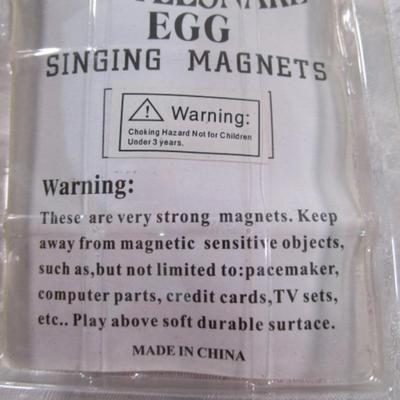 EGG
SINGING MAGNETS
Warning:
Choking Hazard Not for Children
Under 3 years.
Warning:
These are very strong magnets. Keep
away from magnetic sensitive objects,
such as,but not limited to:pacemaker,
computer parts, credit cards,TV sets,
etc.. Play above soft durable surtace.
MADE IN CHINA